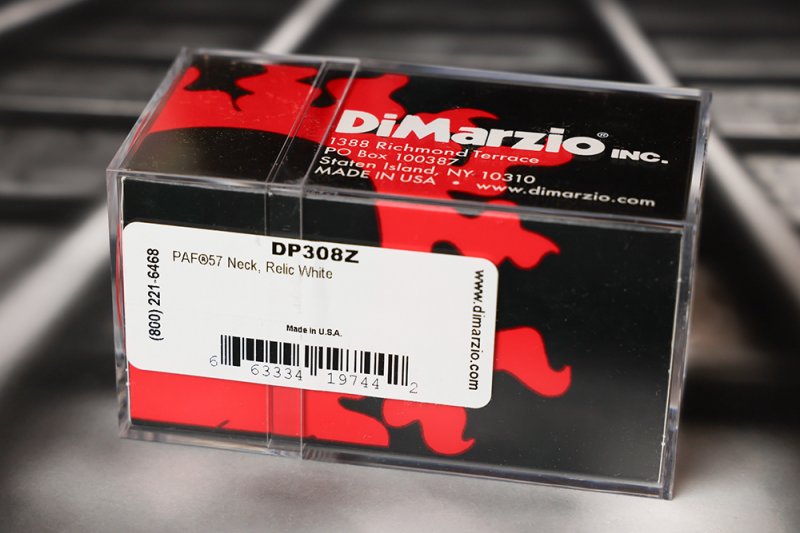 DiMarzio® INC.
1388 Richmond Terrace
PO Box 100387
Staten Island, NY 10310
MADE IN USA • www.dimarzio.com
DP308Z
PAF®57 Neck, Relic White
(800) 221-6468
www.dimarzio.com
Made in U.S.A.
6 63334 19744 2